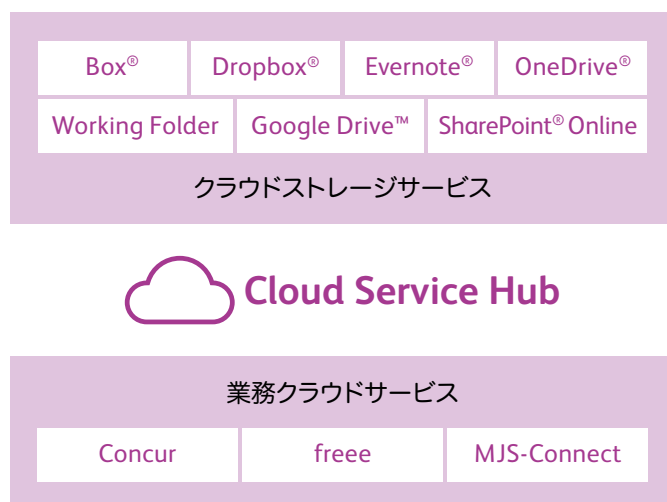 Box® Dropbox® Evernote® OneDrive®
Working Folder Google Drive™ SharePoint® Online
クラウドストレージサービス
Cloud Service Hub
業務クラウドサービス
Concur freee MJS-Connect